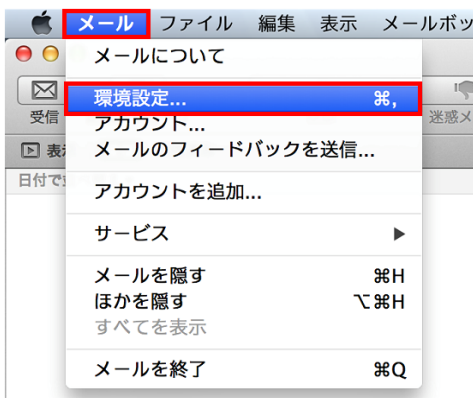 メール ファイル 編集 表示 メールボッ
メールについて
環境設定... ⌘,
アカウント...
メールのフィードバックを送信...
アカウントを追加...
サービス ▶
メールを隠す ⌘H
ほかを隠す ⌥⌘H
すべてを表示
メールを終了 ⌘Q
受信
迷惑メ
表
日付で